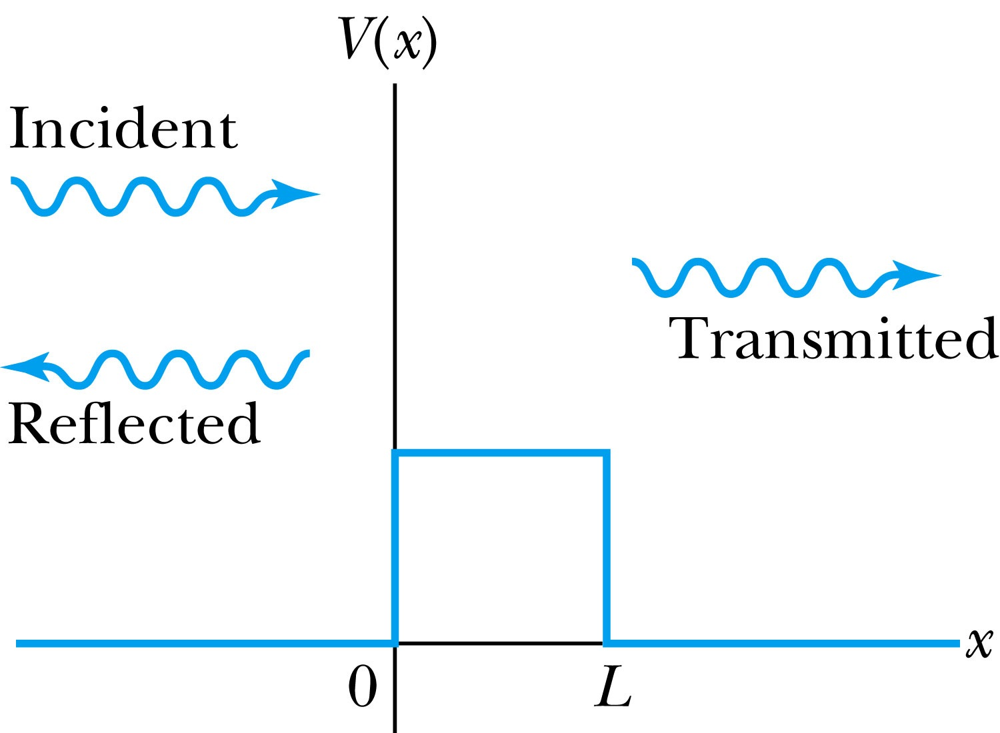 V(x)
Incident
Transmitted
Reflected
x
0
L